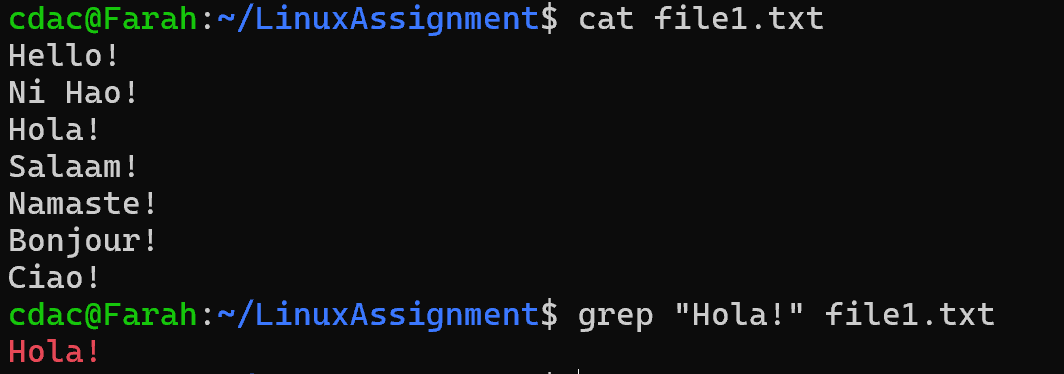 cdac@Farah:~/LinuxAssignment$ cat file1.txt
Hello!
Ni Hao!
Hola!
Salaam!
Namaste!
Bonjour!
Ciao!
cdac@Farah:~/LinuxAssignment$ grep "Hola!" file1.txt
Hola!